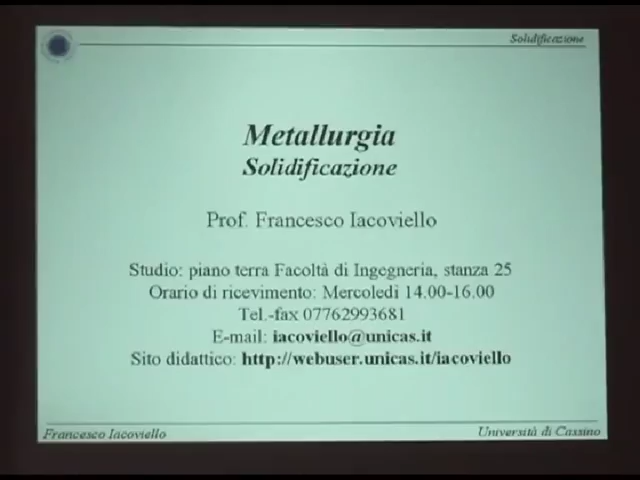 Solidificazione
Metallurgia
Solidificazione
Prof. Francesco Iacoviello
Studio: piano terra Facoltà di Ingegneria, stanza 25
Orario di ricevimento: Mercoledì 14.00-16.00
Tel.-fax 07762993681
E-mail: iacoviello@unicas.it
Sito didattico: http://webuser.unicas.it/iacoviello
Francesco Iacoviello
Università di Cassino